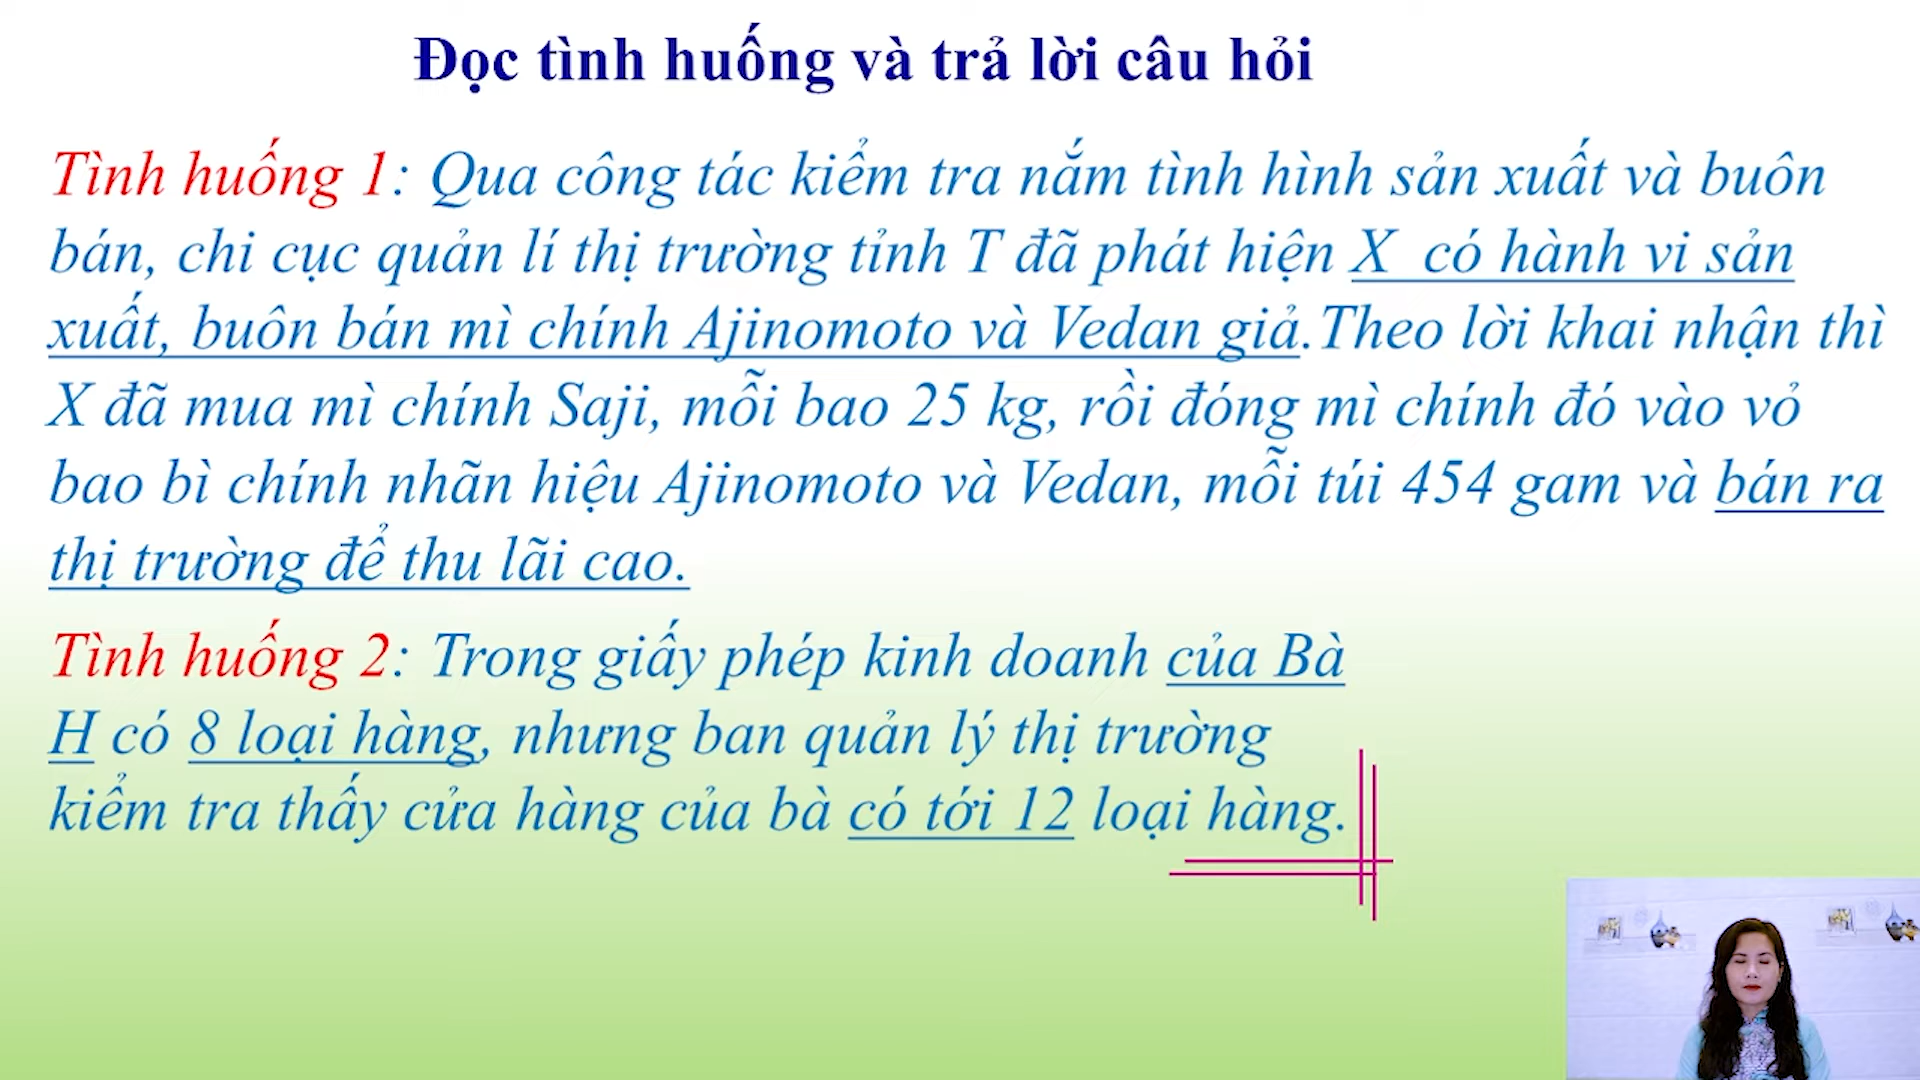 Đọc tình huống và trả lời câu hỏi
Tình huống 1: Qua công tác kiểm tra nắm tình hình sản xuất và buôn
bán, chi cục quản lí thị trường tỉnh T đã phát hiện X có hành vi sản
xuất, buôn bán mì chính Ajinomoto và Vedan giả.Theo lời khai nhận thì
X đã mua mì chính Saji, mỗi bao 25 kg, rồi đóng mì chính đó vào vỏ
bao bì chính nhãn hiệu Ajinomoto và Vedan, mỗi túi 454 gam và bán ra
thị trường để thu lãi cao.
Tình huống 2: Trong giấy phép kinh doanh của Bà
H có 8 loại hàng, nhưng ban quản lý thị trường
kiểm tra thấy cửa hàng của bà có tới 12 loại hàng.